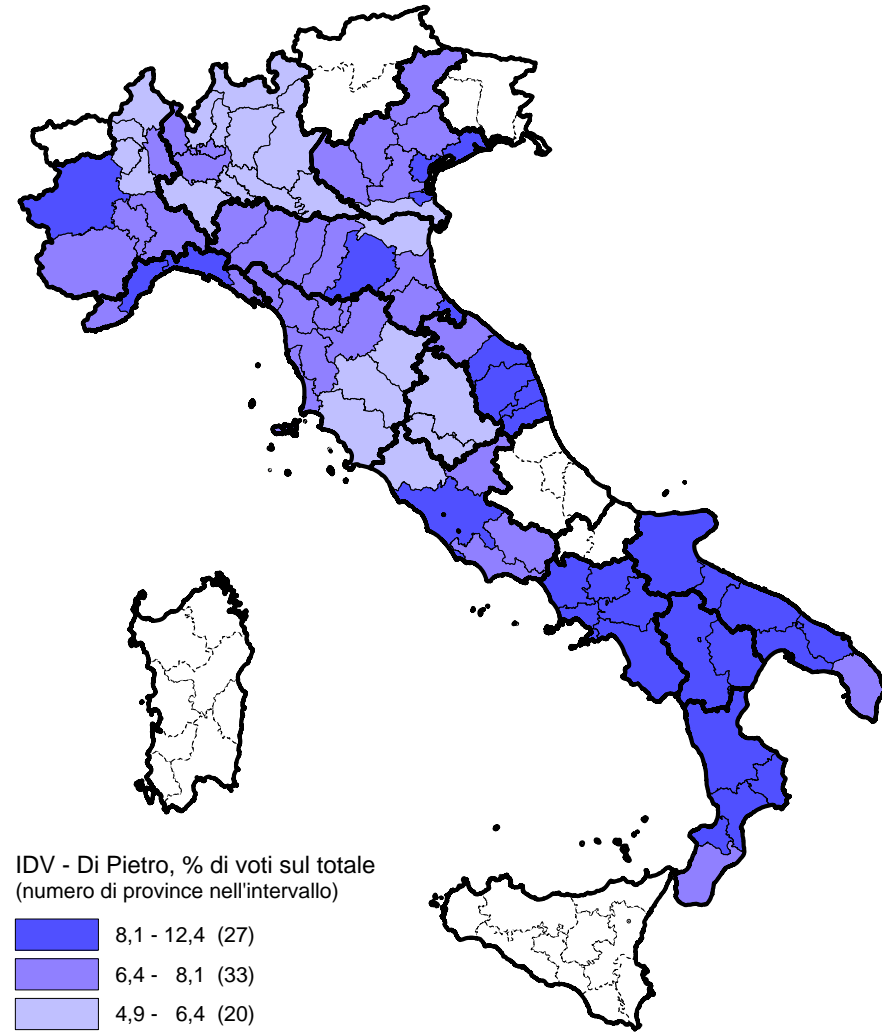 IDV - Di Pietro, % di voti sul totale
(numero di province nell'intervallo)
8,1 - 12,4 (27)
6,4 - 8,1 (33)
4,9 - 6,4 (20)